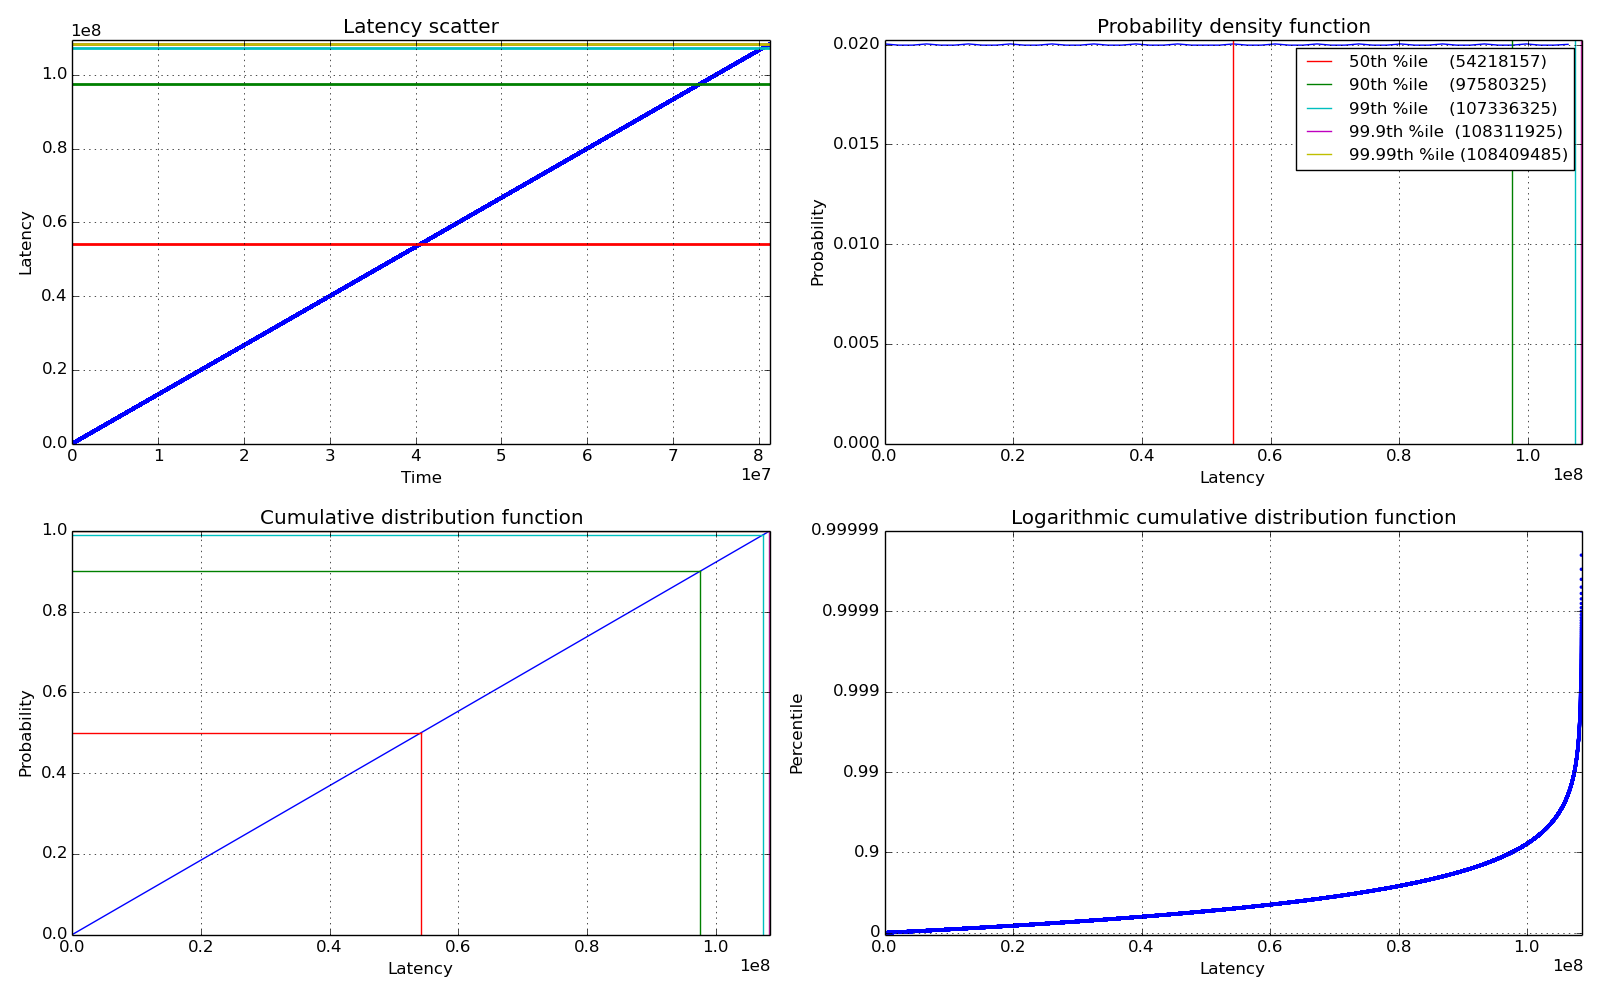 Latency scatter
1e8
1.0
0.8
0.6
0.4
0.2
0.0
Latency
0 1 2 3 4 5 6 7 8
1e7
Time
Probability density function
0.020
0.015
0.010
0.005
0.000
Probability
50th %ile (54218157)
90th %ile (97580325)
99th %ile (107336325)
99.9th %ile (108311925)
99.99th %ile (108409485)
0.0 0.2 0.4 0.6 0.8 1.0
1e8
Latency
Cumulative distribution function
1.0
0.8
0.6
0.4
0.2
0.0
Probability
0.0 0.2 0.4 0.6 0.8 1.0
1e8
Latency
Logarithmic cumulative distribution function
0.99999
0.9999
0.999
0.99
0.9
0
Percentile
0.0 0.2 0.4 0.6 0.8 1.0
1e8
Latency